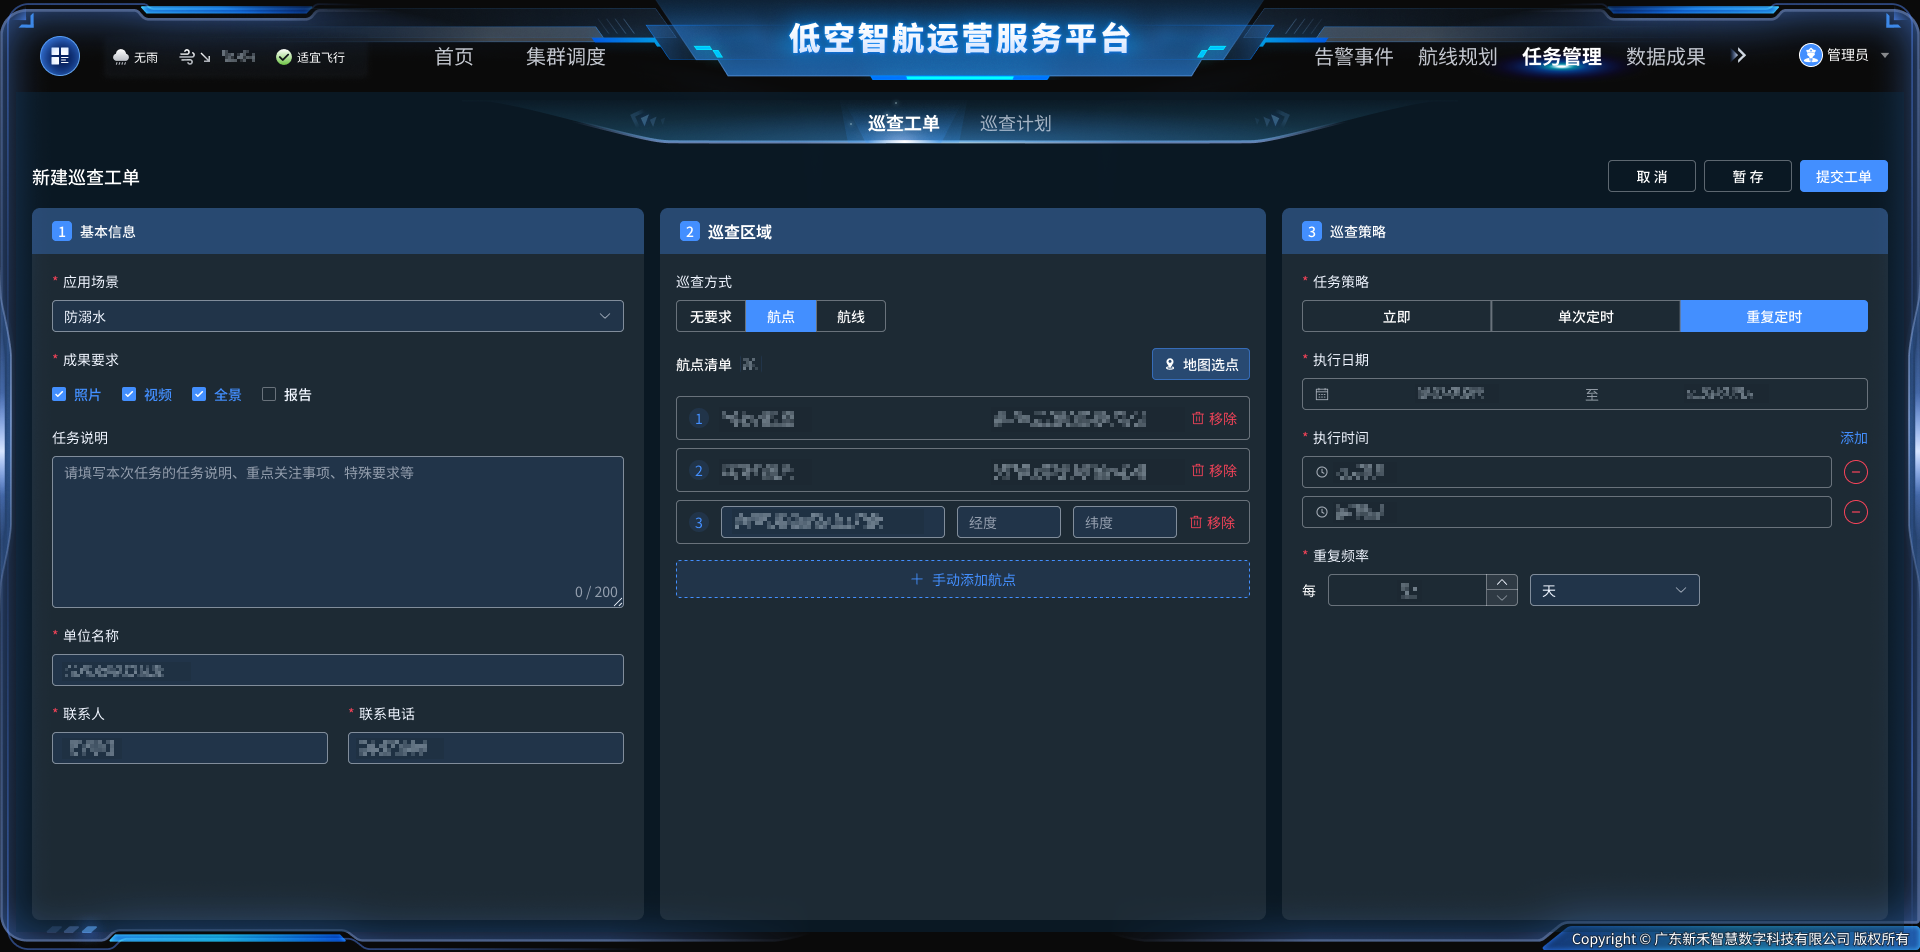 低空智航运营服务平台
无雨
适宜飞行
首页
集群调度
告警事件
航线规划
任务管理
数据成果
管理员
巡查工单
巡查计划
新建巡查工单
取消
暂存
提交工单
1 基本信息
* 应用场景
防溺水
* 成果要求
照片 视频 全景 报告
任务说明
请填写本次任务的任务说明、重点关注事项、特殊要求等
0 / 200
* 单位名称
* 联系人
* 联系电话
2 巡查区域
巡查方式
无要求 航点 航线
航点清单
地图选点
1 移除
2 移除
3 经度 纬度 移除
手动添加航点
3 巡查策略
* 任务策略
立即 单次定时 重复定时
* 执行日期
至
* 执行时间 添加
* 重复频率
每 天
Copyright © 广东新禾智慧数字科技有限公司 版权所有